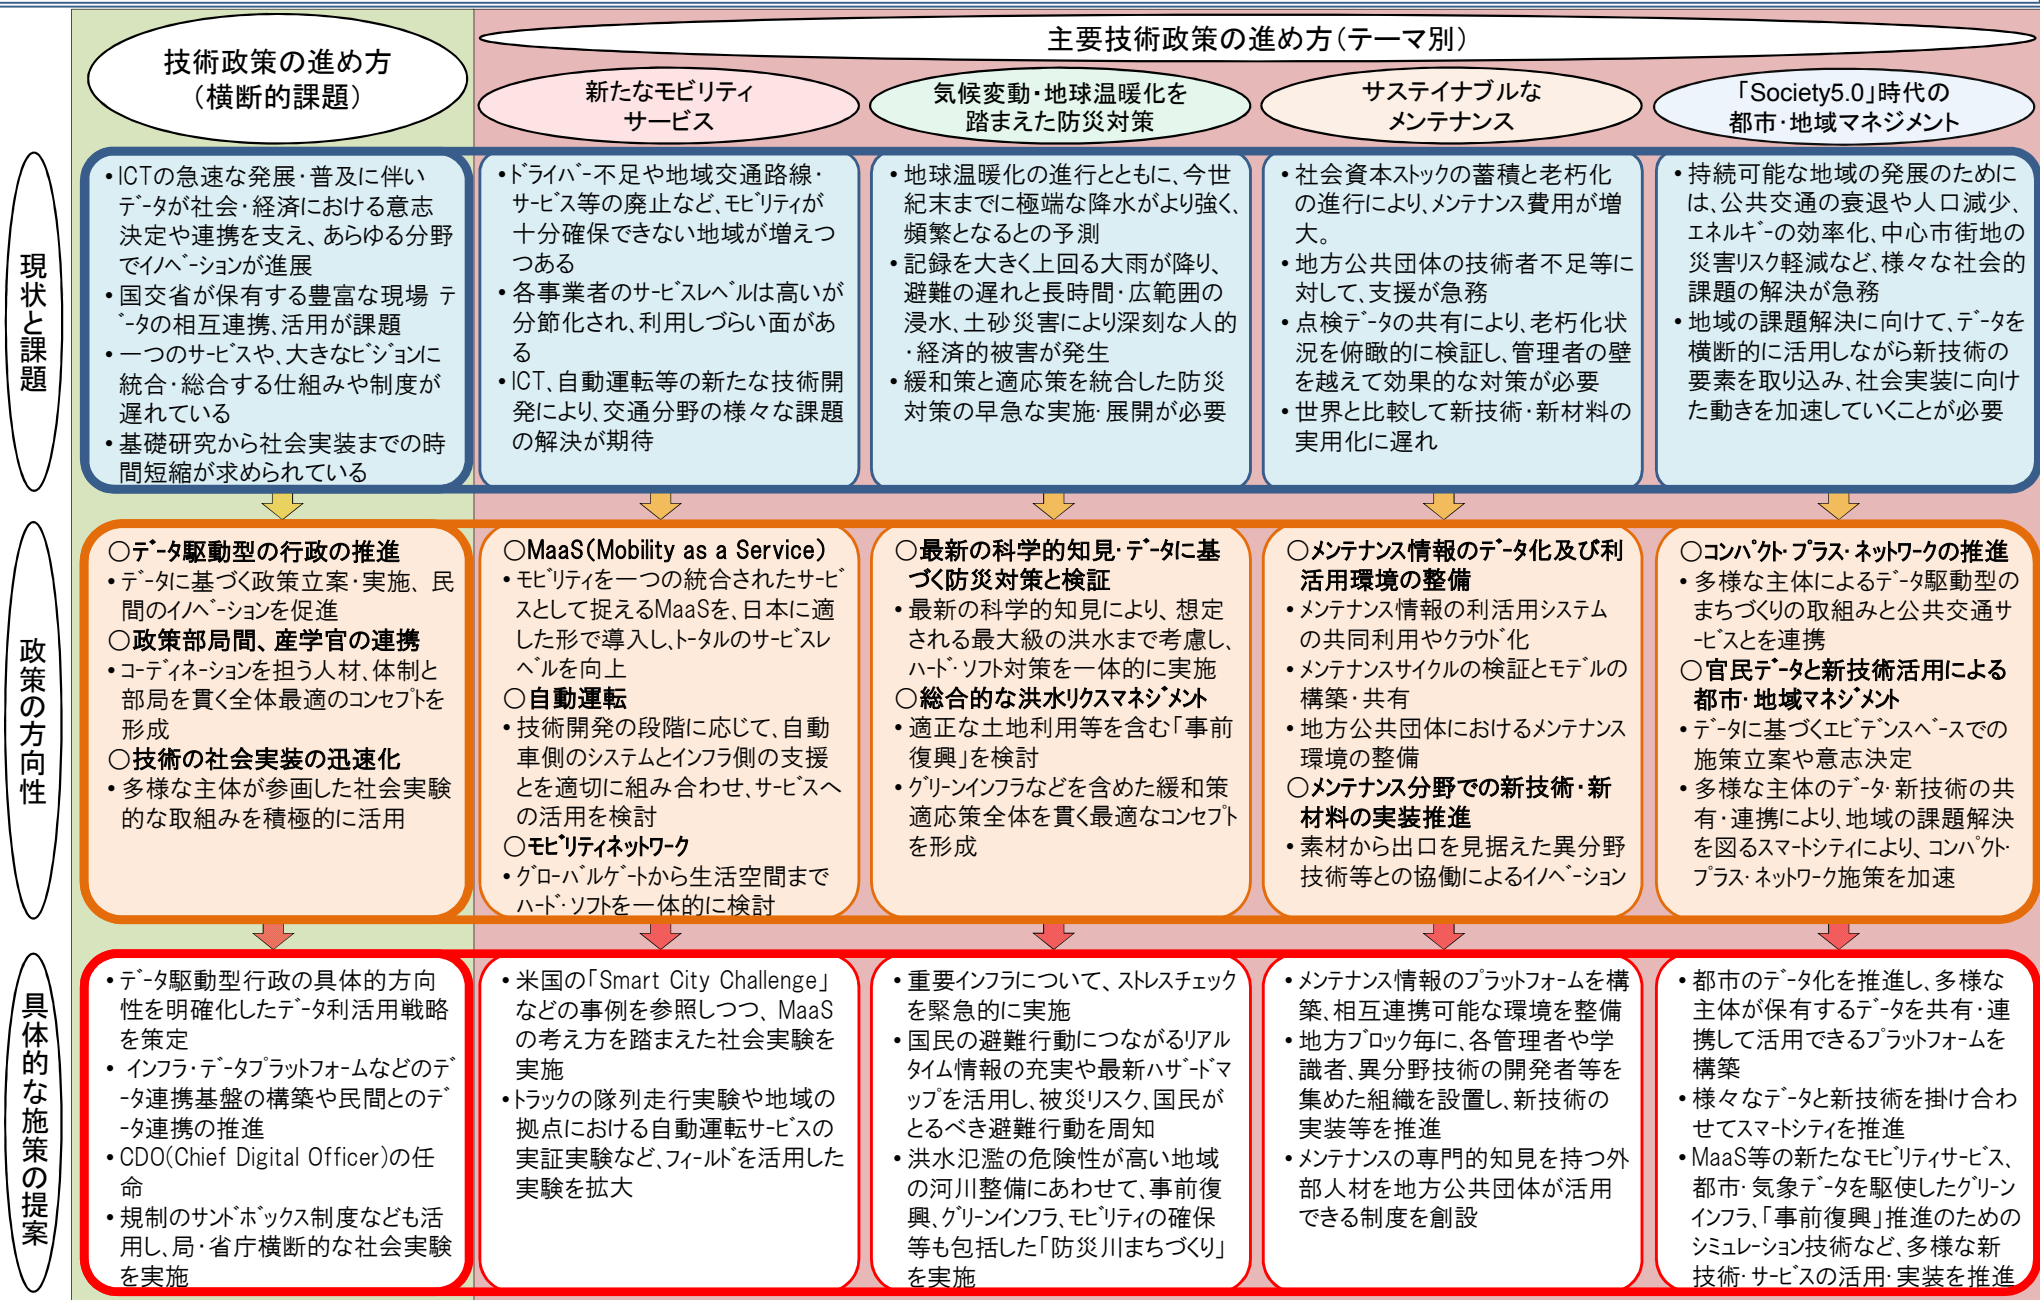 技術政策の進め方
(横断的課題)
主要技術政策の進め方(テーマ別)
新たなモビリティ
サービス
気候変動・地球温暖化を
踏まえた防災対策
サステイナブルな
メンテナンス
「Society5.0」時代の
都市・地域マネジメント
現状と課題
•ICTの急速な発展・普及に伴い
データが社会・経済における意志
決定や連携を支え、あらゆる分野
でイノベーションが進展
•国交省が保有する豊富な現場 デ
ータの相互連携、活用が課題
•一つのサービスや、大きなビジョンに
統合・総合する仕組みや制度が
遅れている
•基礎研究から社会実装までの時
間短縮が求められている
•ドライバー不足や地域交通路線・
サービス等の廃止など、モビリティが
十分確保できない地域が増えつ
つある
•各事業者のサービスレベルは高いが
分節化され、利用しづらい面があ
る
•ICT、自動運転等の新たな技術開
発により、交通分野の様々な課題
の解決が期待
•地球温暖化の進行とともに、今世
紀末までに極端な降水がより強く、
頻繁となるとの予測
•記録を大きく上回る大雨が降り、
避難の遅れと長時間・広範囲の
浸水、土砂災害により深刻な人的
・経済的被害が発生
•緩和策と適応策を統合した防災
対策の早急な実施・展開が必要
•社会資本ストックの蓄積と老朽化
の進行により、メンテナンス費用が増
大。
•地方公共団体の技術者不足等に
対して、支援が急務
•点検データの共有により、老朽化状
況を俯瞰的に検証し、管理者の壁
を越えて効果的な対策が必要
•世界と比較して新技術・新材料の
実用化に遅れ
•持続可能な地域の発展のために
は、公共交通の衰退や人口減少、
エネルギーの効率化、中心市街地の
災害リスク軽減など、様々な社会的
課題の解決が急務
•地域の課題解決に向けて、データを
横断的に活用しながら新技術の
要素を取り込み、社会実装に向け
た動きを加速していくことが必要
政策の方向性
○データ駆動型の行政の推進
•データに基づく政策立案・実施、民
間のイノベーションを促進
○政策部局間、産学官の連携
•コーディネーションを担う人材、体制と
部局を貫く全体最適のコンセプトを
形成
○技術の社会実装の迅速化
•多様な主体が参画した社会実験
的な取組みを積極的に活用
○MaaS(Mobility as a Service)
•モビリティを一つの統合されたサービ
スとして捉えるMaaSを、日本に適
した形で導入し、トータルのサービスレ
ベルを向上
○自動運転
•技術開発の段階に応じて、自動
車側のシステムとインフラ側の支援
とを適切に組み合わせ、サービスへ
の活用を検討
○モビリティネットワーク
•グローバルゲートから生活空間まで
ハード・ソフトを一体的に検討
○最新の科学的知見・データに基
づく防災対策と検証
•最新の科学的知見により、想定
される最大級の洪水まで考慮し、
ハード・ソフト対策を一体的に実施
○総合的な洪水リクスマネジメント
•適正な土地利用等を含む「事前
復興」を検討
•グリーンインフラなどを含めた緩和策
適応策全体を貫く最適なコンセプト
を形成
○メンテナンス情報のデータ化及び利
活用環境の整備
•メンテナンス情報の利活用システム
の共同利用やクラウド化
•メンテナンスサイクルの検証とモデルの
構築・共有
•地方公共団体におけるメンテナンス
環境の整備
○メンテナンス分野での新技術・新
材料の実装推進
•素材から出口を見据えた異分野
技術等との協働によるイノベーション
○コンパクト・プラス・ネットワークの推進
•多様な主体によるデータ駆動型の
まちづくりの取組みと公共交通サ
ービスとを連携
○官民データと新技術活用による
都市・地域マネジメント
•データに基づくエビデンスベースでの
施策立案や意志決定
•多様な主体のデータ・新技術の共
有・連携により、地域の課題解決
を図るスマートシティにより、コンパクト・
プラス・ネットワーク施策を加速
具体的な施策の提案
•データ駆動型行政の具体的方向
性を明確化したデータ利活用戦略
を策定
•インフラ・データプラットフォームなどのデ
ータ連携基盤の構築や民間とのデ
ータ連携の推進
•CDO(Chief Digital Officer)の任
命
•規制のサンドボックス制度なども活
用し、局・省庁横断的な社会実験
を実施
•米国の「Smart City Challenge」
などの事例を参照しつつ、MaaS
の考え方を踏まえた社会実験を
実施
•トラックの隊列走行実験や地域の
拠点における自動運転サービスの
実証実験など、フィールドを活用した
実験を拡大
•重要インフラについて、ストレスチェック
を緊急的に実施
•国民の避難行動につながるリアル
タイム情報の充実や最新ハザードマ
ップを活用し、被災リスク、国民が
とるべき避難行動を周知
•洪水氾濫の危険性が高い地域
の河川整備にあわせて、事前復
興、グリーンインフラ、モビリティの確保
等も包括した「防災川まちづくり」
を実施
•メンテナンス情報のプラットフォームを構
築、相互連携可能な環境を整備
•地方ブロック毎に、各管理者や学
識者、異分野技術の開発者等を
集めた組織を設置し、新技術の
実装等を推進
•メンテナンスの専門的知見を持つ外
部人材を地方公共団体が活用
できる制度を創設
•都市のデータ化を推進し、多様な
主体が保有するデータを共有・連
携して活用できるプラットフォームを
構築
•様々なデータと新技術を掛け合わ
せてスマートシティを推進
•MaaS等の新たなモビリティサービス、
都市・気象データを駆使したグリーン
インフラ、「事前復興」推進のための
シミュレーション技術など、多様な新
技術・サービスの活用・実装を推進